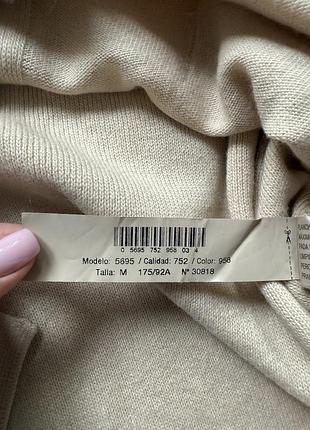 0 5695 752 958 03 4
Modelo: 5695 / Calidad: 752 / Color: 958
Talla: M 175/92A Nº 30818